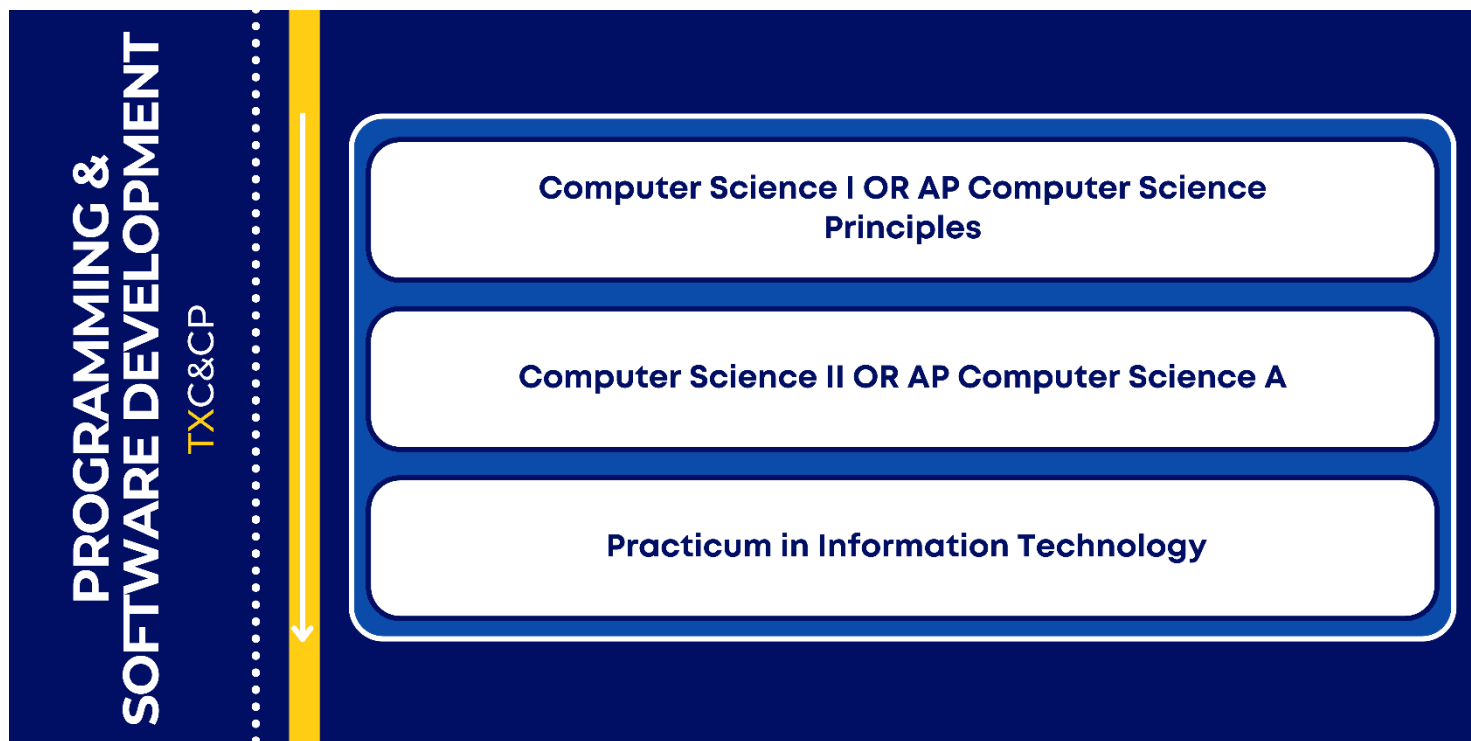 PROGRAMMING &
SOFTWARE DEVELOPMENT
TXC&CP
Computer Science I OR AP Computer Science
Principles
Computer Science II OR AP Computer Science A
Practicum in Information Technology